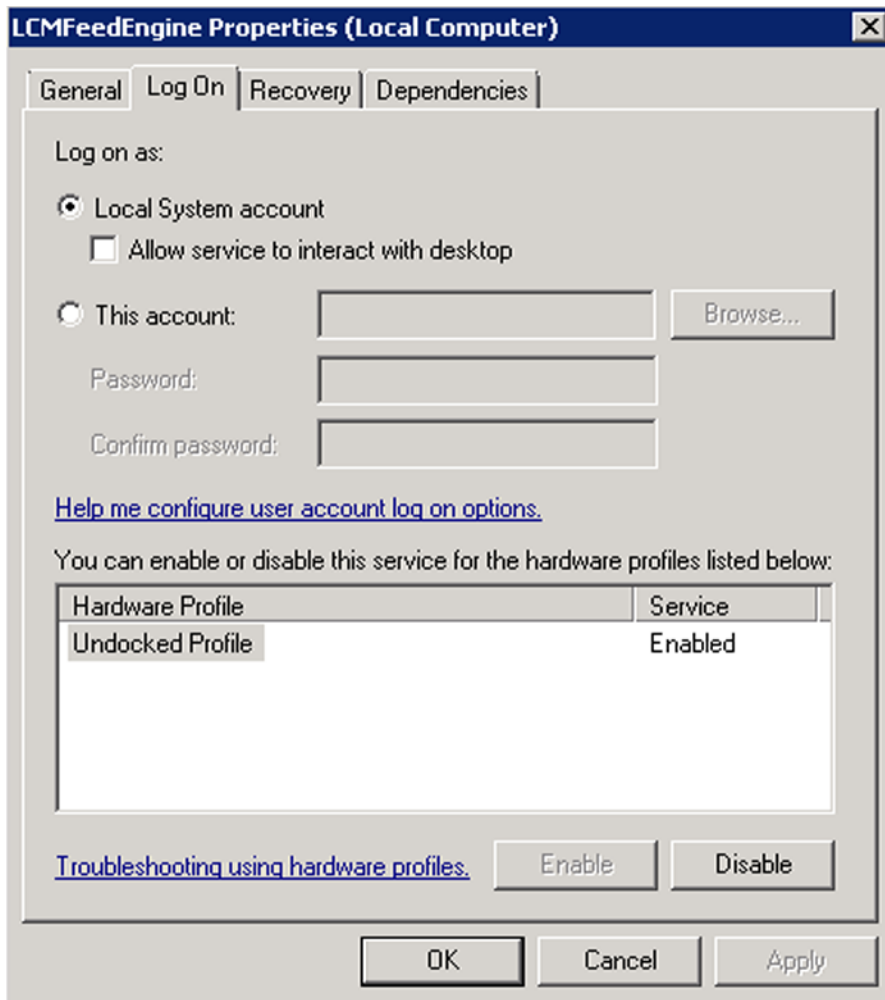 LCMFeedEngine Properties (Local Computer)
General Log On Recovery Dependencies
Log on as:
Local System account
Allow service to interact with desktop
This account: Browse...
Password:
Confirm password:
Help me configure user account log on options.
You can enable or disable this service for the hardware profiles listed below:
Hardware Profile Service
Undocked Profile Enabled
Troubleshooting using hardware profiles. Enable Disable
OK Cancel Apply